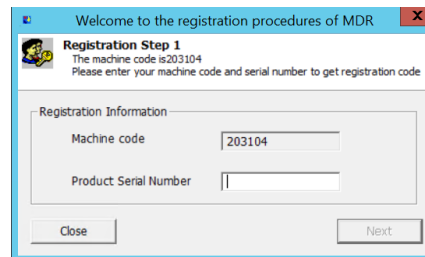 Welcome to the registration procedures of MDR
X
Registration Step 1
The machine code is203104
Please enter your machine code and serial number to get registration code
Registration Information
Machine code
203104
Product Serial Number
Close
Next